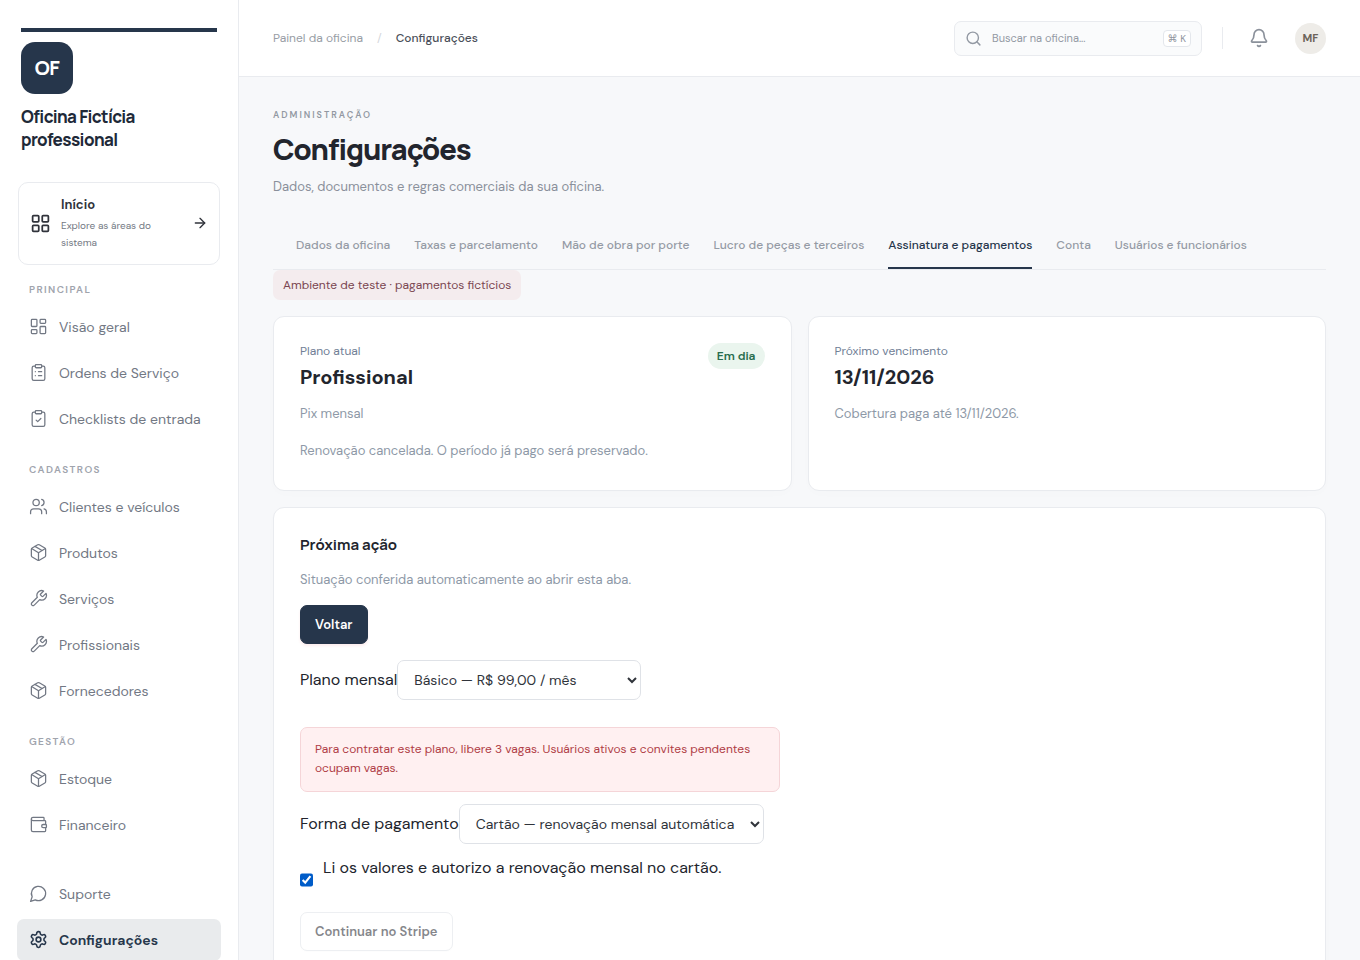 OF
Oficina Fictícia
professional
Início
Explore as áreas do
sistema
PRINCIPAL
Visão geral
Ordens de Serviço
Checklists de entrada
CADASTROS
Clientes e veículos
Produtos
Serviços
Profissionais
Fornecedores
GESTÃO
Estoque
Financeiro
Suporte
Configurações
Painel da oficina / Configurações
Buscar na oficina...
⌘ K
MF
ADMINISTRAÇÃO
Configurações
Dados, documentos e regras comerciais da sua oficina.
Dados da oficina Taxas e parcelamento Mão de obra por porte Lucro de peças e terceiros Assinatura e pagamentos Conta Usuários e funcionários
Ambiente de teste · pagamentos fictícios
Plano atual
Em dia
Profissional
Pix mensal
Renovação cancelada. O período já pago será preservado.
Próximo vencimento
13/11/2026
Cobertura paga até 13/11/2026.
Próxima ação
Situação conferida automaticamente ao abrir esta aba.
Voltar
Plano mensal Básico — R$ 99,00 / mês
Para contratar este plano, libere 3 vagas. Usuários ativos e convites pendentes
ocupam vagas.
Forma de pagamento Cartão — renovação mensal automática
Li os valores e autorizo a renovação mensal no cartão.
Continuar no Stripe